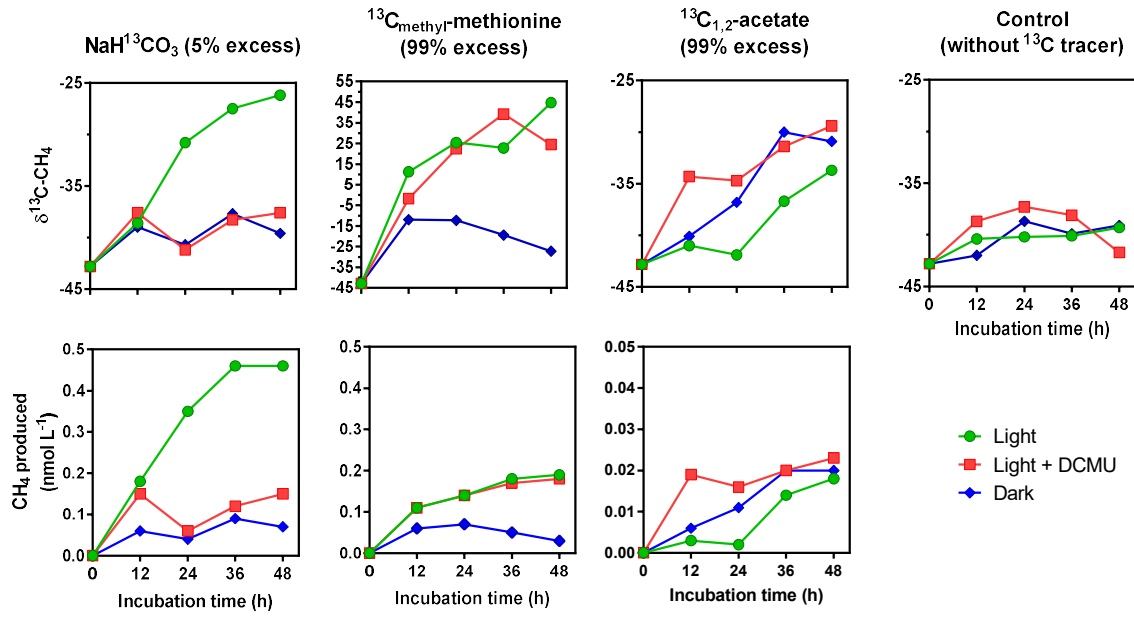 NaH¹³CO₃ (5% excess)
¹³C_methyl-methionine
(99% excess)
¹³C₁,₂-acetate
(99% excess)
Control
(without ¹³C tracer)
δ¹³C-CH₄
-25
-35
-45
55
45
35
25
15
5
-5
-15
-25
-35
-45
-25
-35
-45
-25
-35
-45
0 12 24 36 48
Incubation time (h)
CH₄ produced
(nmol L⁻¹)
0.5
0.4
0.3
0.2
0.1
0.0
0 12 24 36 48
Incubation time (h)
0.5
0.4
0.3
0.2
0.1
0.0
0 12 24 36 48
Incubation time (h)
0.05
0.04
0.03
0.02
0.01
0.00
0 12 24 36 48
Incubation time (h)
Light
Light + DCMU
Dark